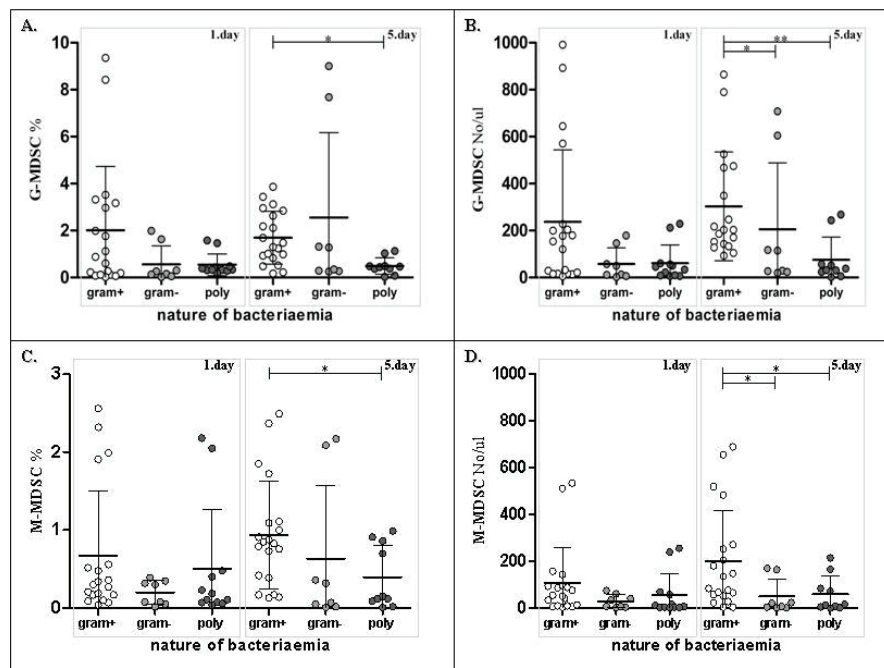 A.
1.day
5.day
*
G-MDSC %
10
8
6
4
2
0
gram+ gram- poly gram+ gram- poly
nature of bacteriaemia
B.
1.day
5.day
**
*
G-MDSC No/ul
1000
800
600
400
200
0
gram+ gram- poly gram+ gram- poly
nature of bacteriaemia
C.
1.day
5.day
*
M-MDSC %
3
2
1
0
gram+ gram- poly gram+ gram- poly
nature of bacteriaemia
D.
1.day
5.day
*
*
M-MDSC No/ul
1000
800
600
400
200
0
gram+ gram- poly gram+ gram- poly
nature of bacteriaemia